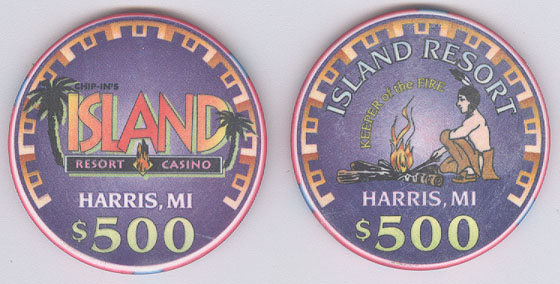 CHIP-IN'S
ISLAND
RESORT CASINO
HARRIS, MI
$500
ISLAND RESORT
KEEPER of the FIRE
HARRIS, MI
$500